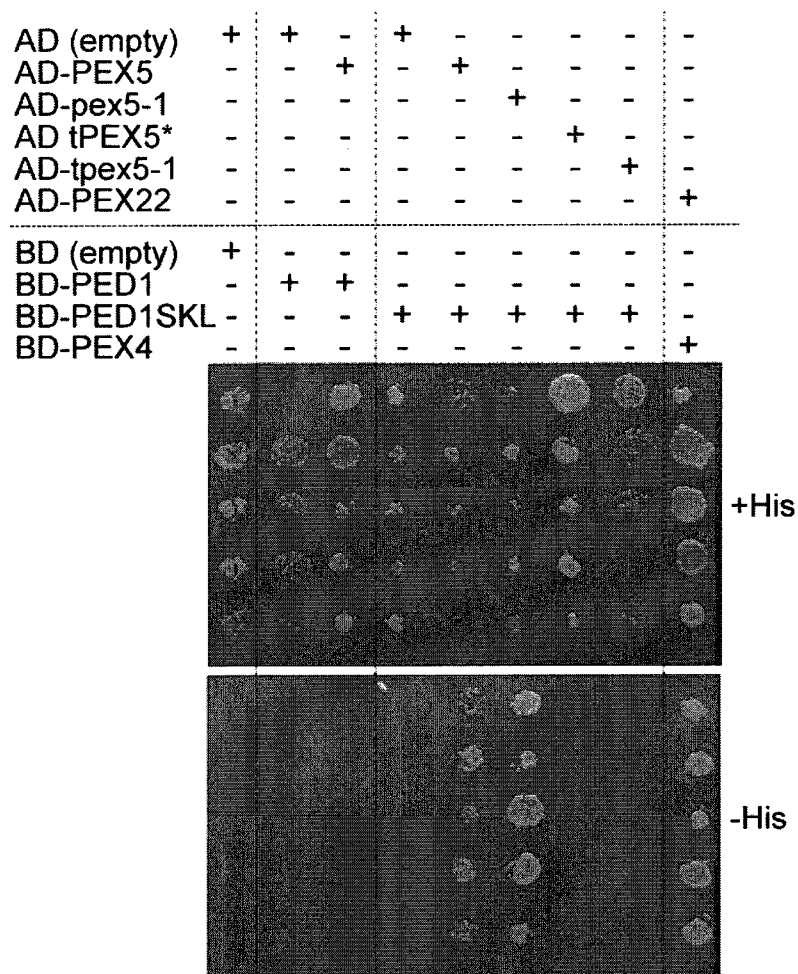 AD (empty) + + - + - - - - -
AD-PEX5 - - + - + - - - -
AD-pex5-1 - - - - - + - - -
AD tPEX5* - - - - - - + - -
AD-tpex5-1 - - - - - - - + -
AD-PEX22 - - - - - - - - +
BD (empty) + - - - - - - - -
BD-PED1 - + + - - - - - -
BD-PED1SKL - - - + + + + + -
BD-PEX4 - - - - - - - - +
+His
-His